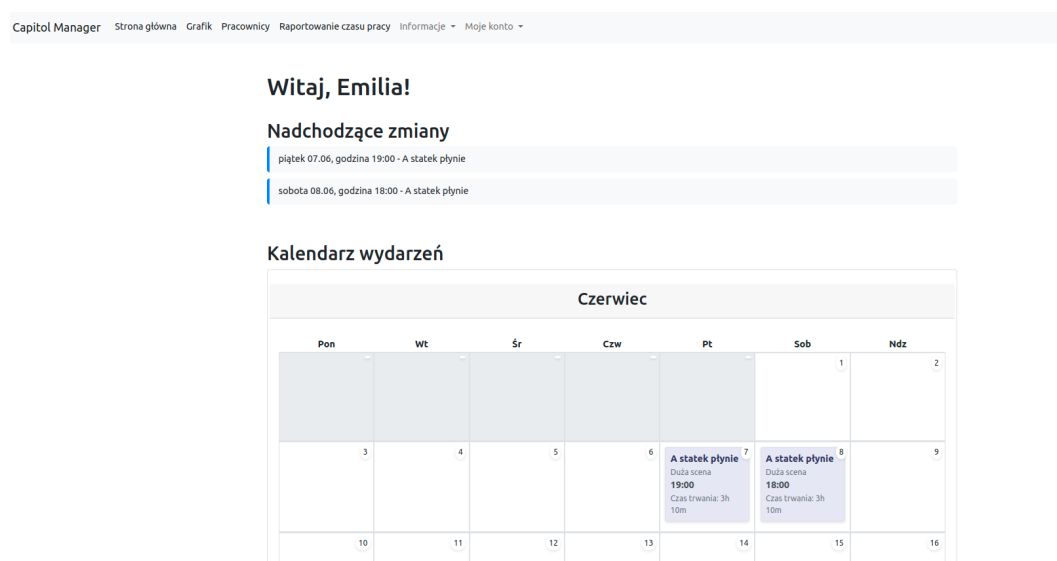 Capitol Manager Strona główna Grafik Pracownicy Raportowanie czasu pracy Informacje Moje konto
Witaj, Emilia!
Nadchodzące zmiany
piątek 07.06, godzina 19:00 - A statek płynie
sobota 08.06, godzina 18:00 - A statek płynie
Kalendarz wydarzeń
Czerwiec
Pon Wt Śr Czw Pt Sob Ndz
1 2
3 4 5 6 7 8 9
A statek płynie
Duża scena
19:00
Czas trwania: 3h
10m
A statek płynie
Duża scena
18:00
Czas trwania: 3h
10m
10 11 12 13 14 15 16